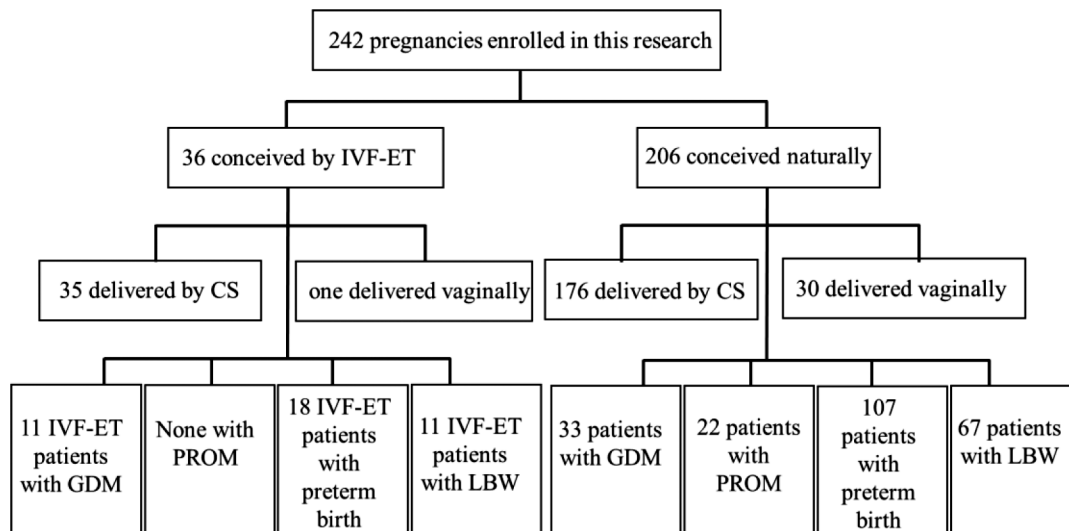 242 pregnancies enrolled in this research
36 conceived by IVF-ET
206 conceived naturally
35 delivered by CS
one delivered vaginally
176 delivered by CS
30 delivered vaginally
11 IVF-ET
patients
with GDM
None with
PROM
18 IVF-ET
patients
with
preterm
birth
11 IVF-ET
patients
with LBW
33 patients
with GDM
22 patients
with
PROM
107
patients
with
preterm
birth
67 patients
with LBW